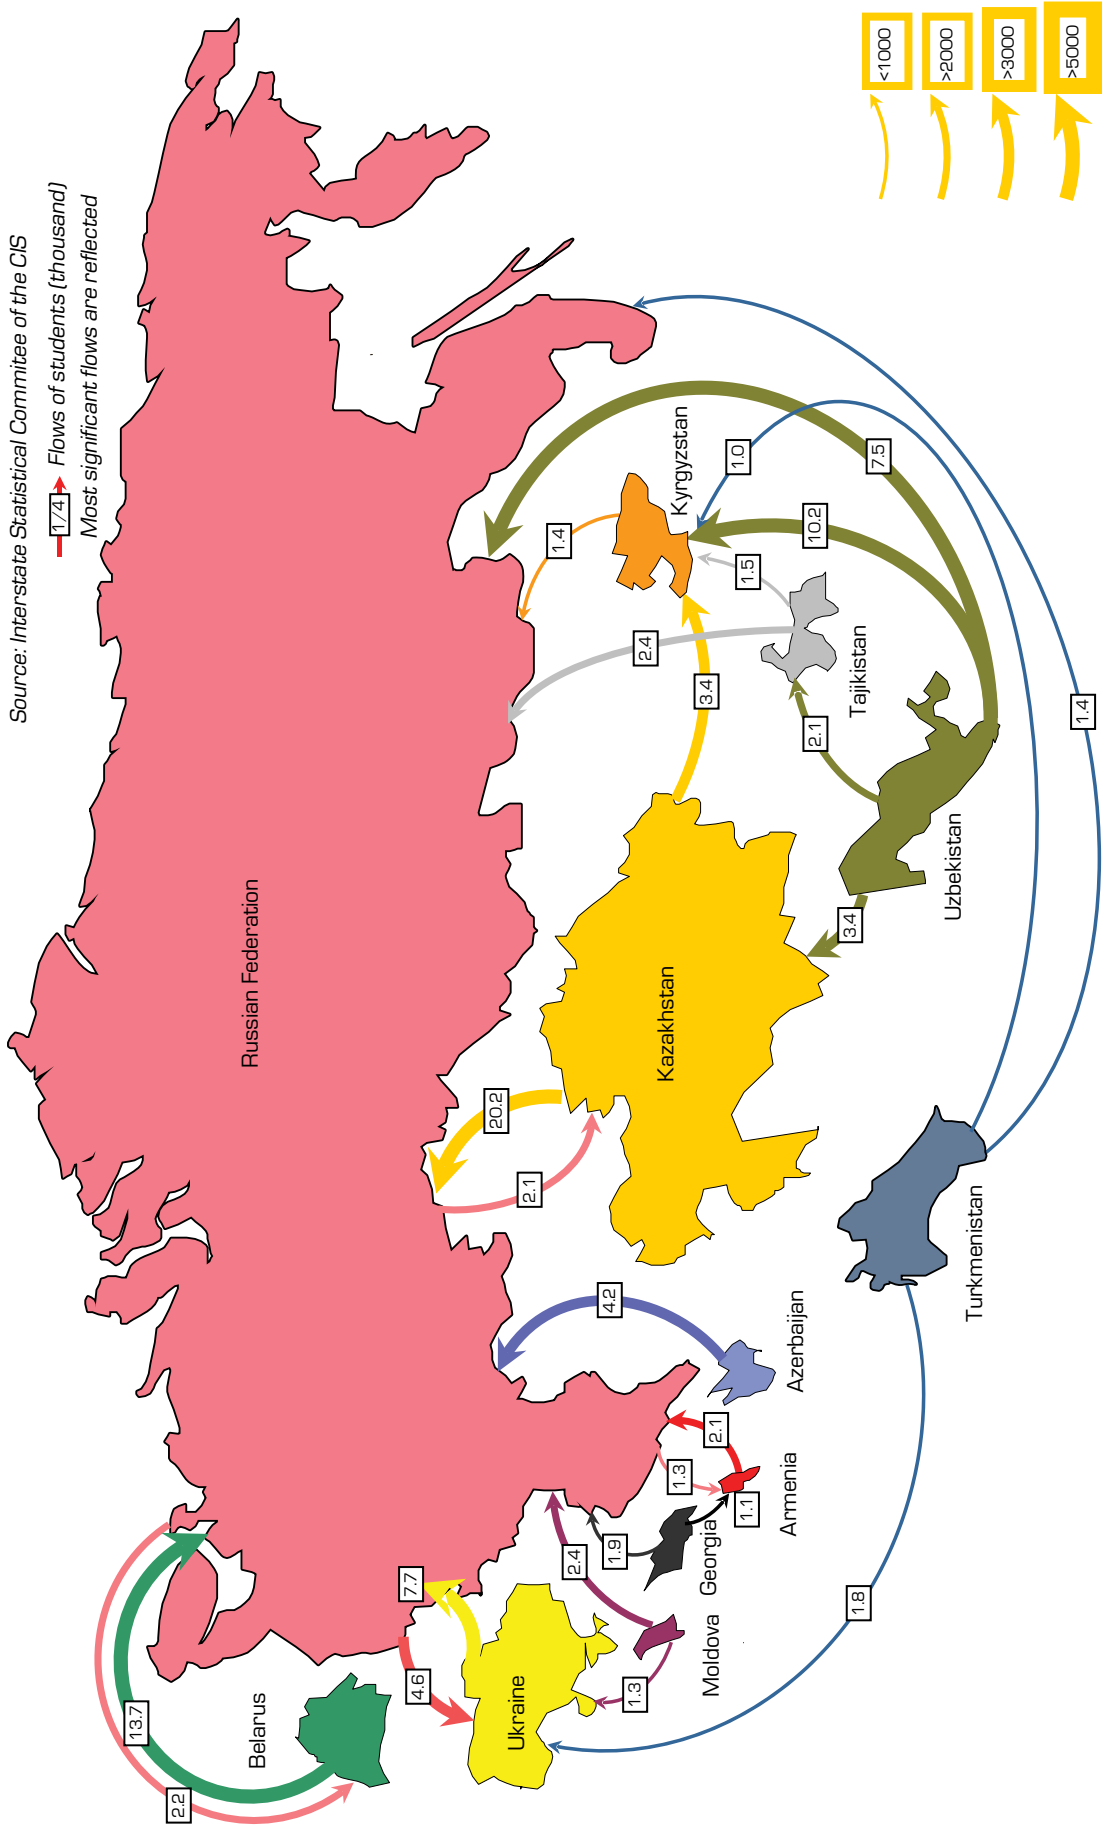 Source: Interstate Statistical Commitee of the CIS
1/4 Flows of students (thousand)
Most significant flows are reflected
<1000
>2000
>3000
>5000
Russian Federation
Kyrgyzstan
Kazakhstan
Tajikistan
Uzbekistan
Turkmenistan
Azerbaijan
Armenia
Georgia
Moldova
Ukraine
Belarus
13.7
2.2
7.7
4.6
1.3
2.4
1.9
1.1
1.3
2.1
4.2
20.2
2.1
1.4
2.4
3.4
1.5
1.0
10.2
7.5
2.1
3.4
1.4
1.8